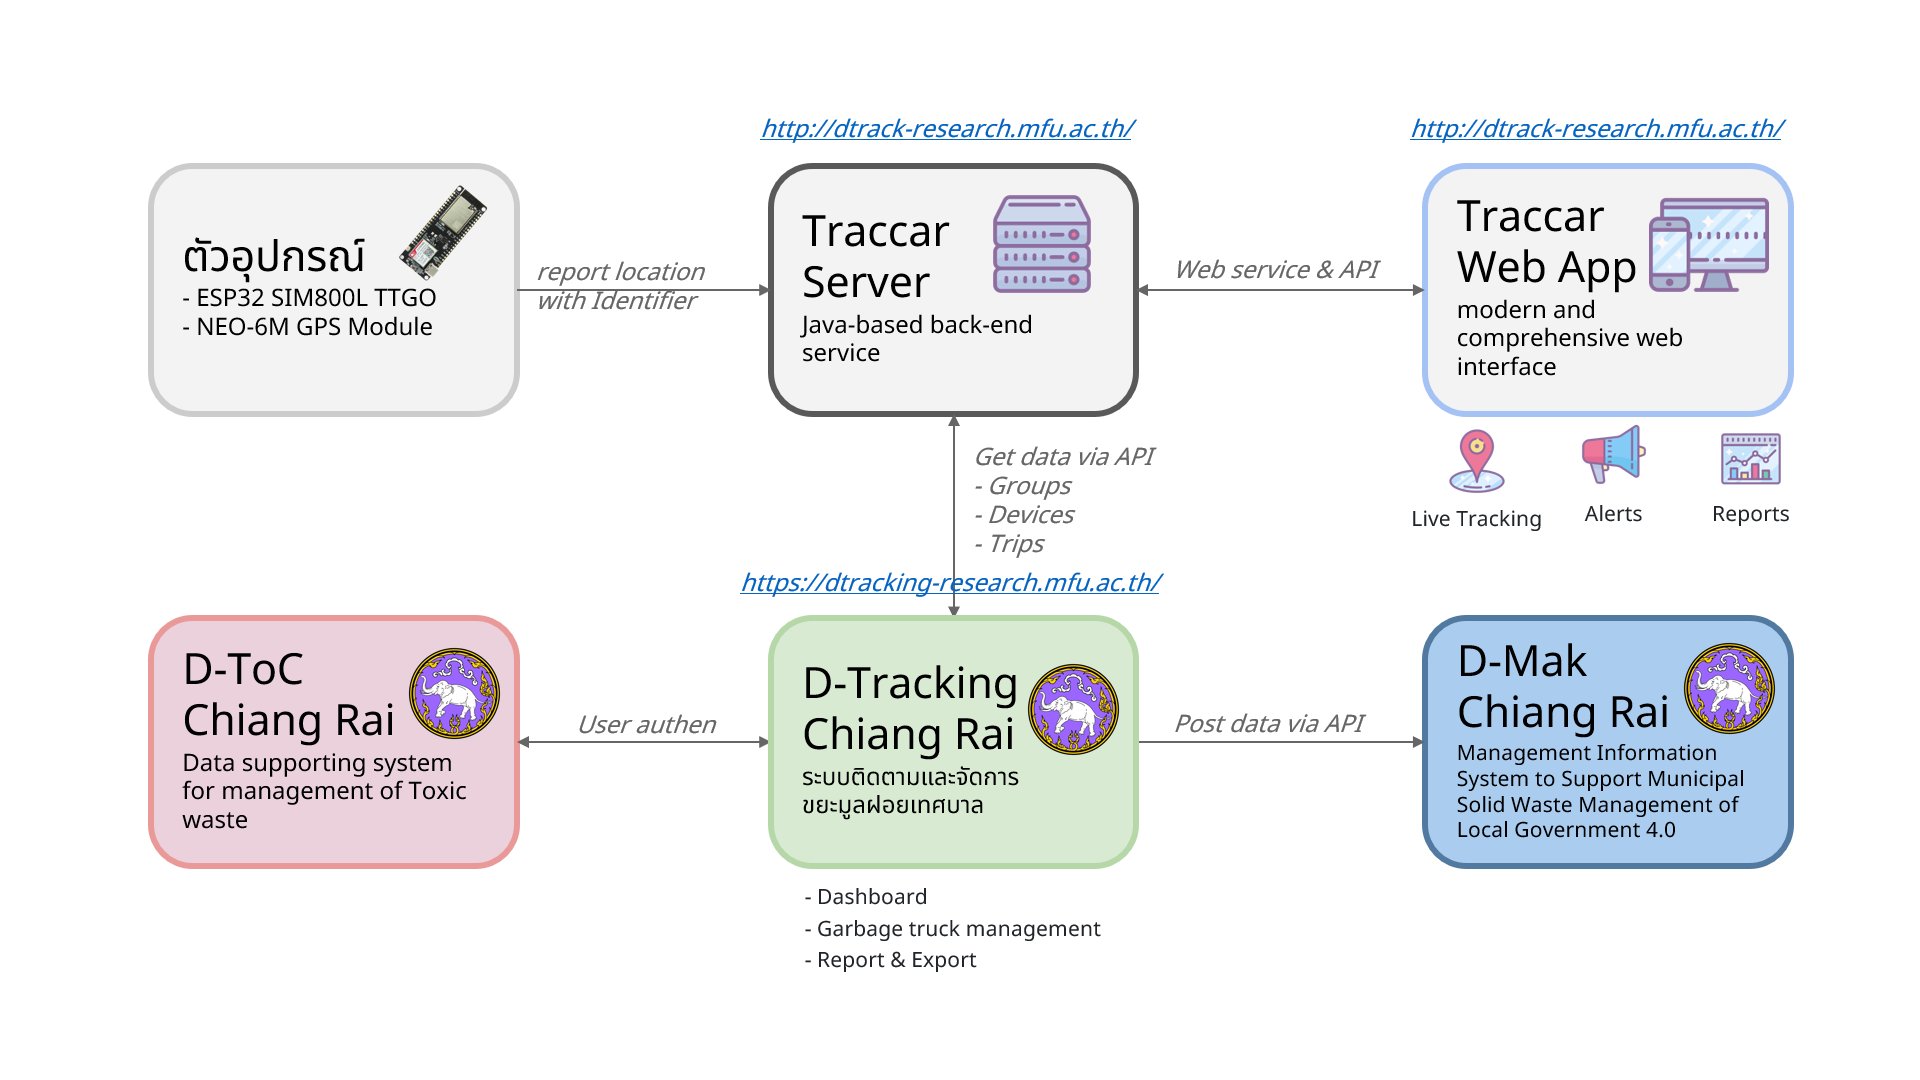 http://dtrack-research.mfu.ac.th/
http://dtrack-research.mfu.ac.th/
ตัวอุปกรณ์
- ESP32 SIM800L TTGO
- NEO-6M GPS Module
report location
with Identifier
Traccar
Server
Java-based back-end
service
Web service & API
Traccar
Web App
modern and
comprehensive web
interface
Live Tracking
Alerts
Reports
Get data via API
- Groups
- Devices
- Trips
https://dtracking-research.mfu.ac.th/
D-ToC
Chiang Rai
Data supporting system
for management of Toxic
waste
User authen
D-Tracking
Chiang Rai
ระบบติดตามและจัดการ
ขยะมูลฝอยเทศบาล
Post data via API
D-Mak
Chiang Rai
Management Information
System to Support Municipal
Solid Waste Management of
Local Government 4.0
- Dashboard
- Garbage truck management
- Report & Export